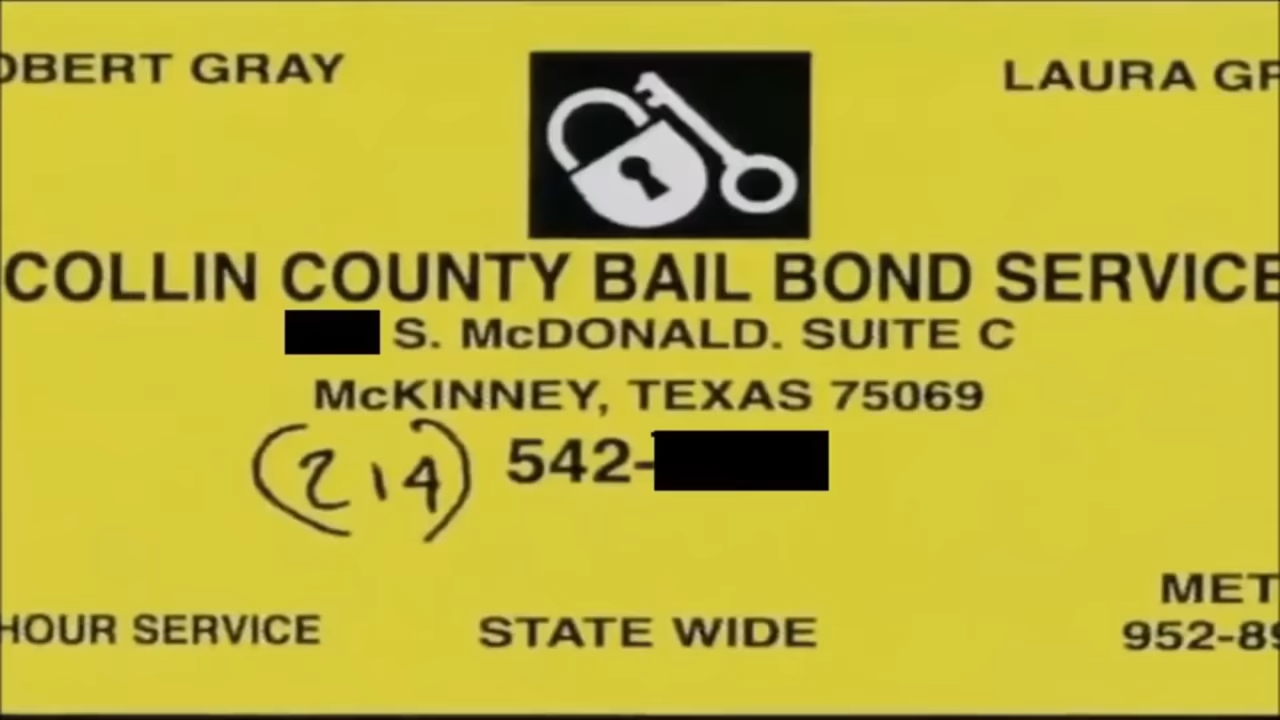 OBERT GRAY LAURA GR
COLLIN COUNTY BAIL BOND SERVICE
S. McDONALD. SUITE C
McKINNEY, TEXAS 75069
(214) 542-
HOUR SERVICE STATE WIDE MET
952-89